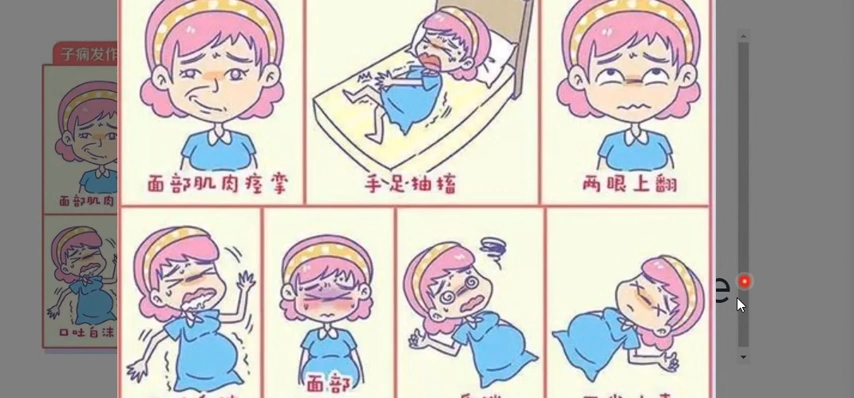 子痫发作
面部肌肉痉挛
手足抽搐
两眼上翻
面部肌肉
口吐白沫
面部
e